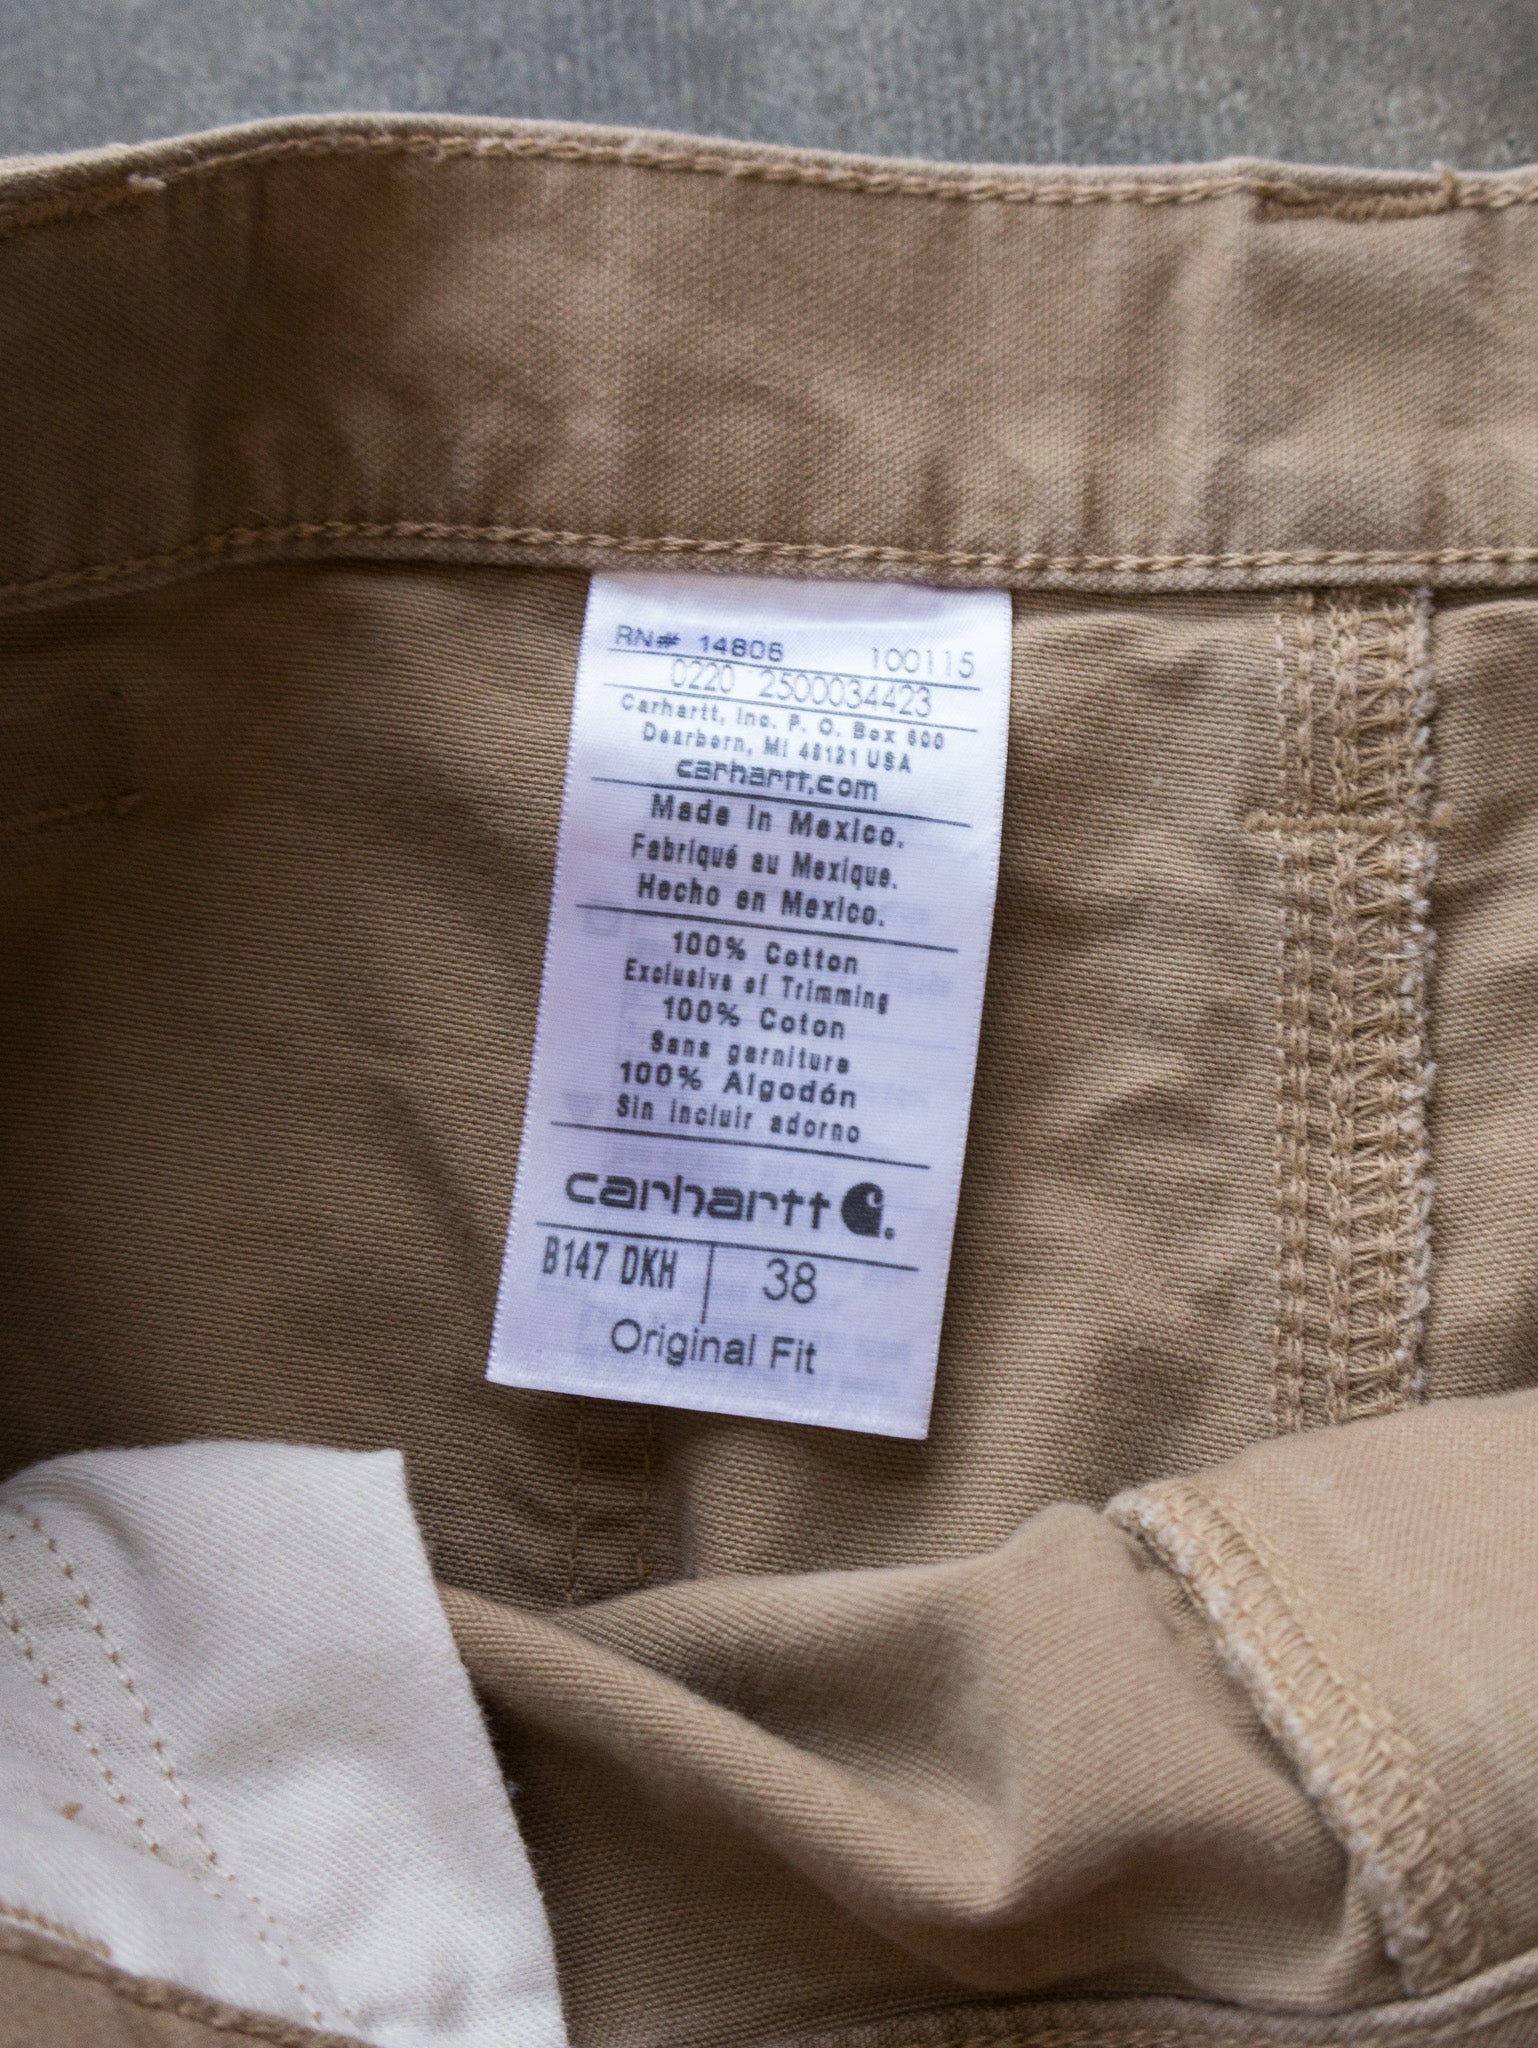 RN# 14806 100115
0220 2500034423
Carhartt, Inc. P. O. Box 600
Dearborn, MI 48121 USA
carhartt.com
Made in Mexico.
Fabriqué au Mexique.
Hecho en Mexico.
100% Cotton
Exclusive of Trimming
100% Coton
Sans garniture
100% Algodón
Sin incluir adorno
carhartt
B147 DKH 38
Original Fit